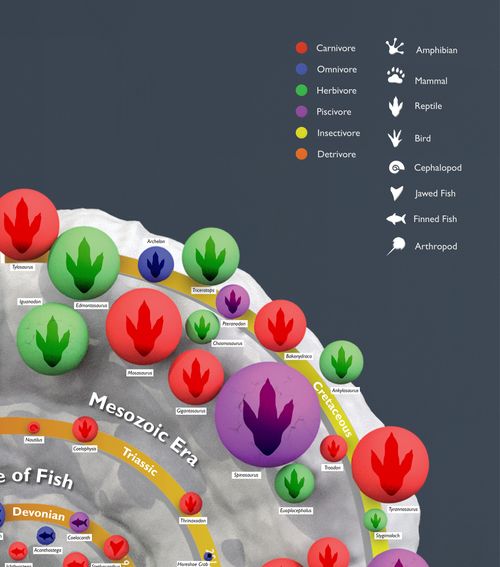 Carnivore
Omnivore
Herbivore
Piscivore
Insectivore
Detrivore
Amphibian
Mammal
Reptile
Bird
Cephalopod
Jawed Fish
Finned Fish
Arthropod
Tylosaurus
Edmontosaurus
Archelon
Triceratops
Pteranodon
Iguanodon
Chasmosaurus
Bakonydraco
Mosasaurus
Ankylosaurus
Gigantosaurus
Cretaceous
Mesozoic Era
Nautilus
Coelophysis
Triassic
Spinosaurus
Troodon
Euoplocephalus
Tyrannosaurus
e of Fish
Thrinaxodon
Stygimoloch
Devonian
Coelacanth
Acanthostega
Horseshoe Crab